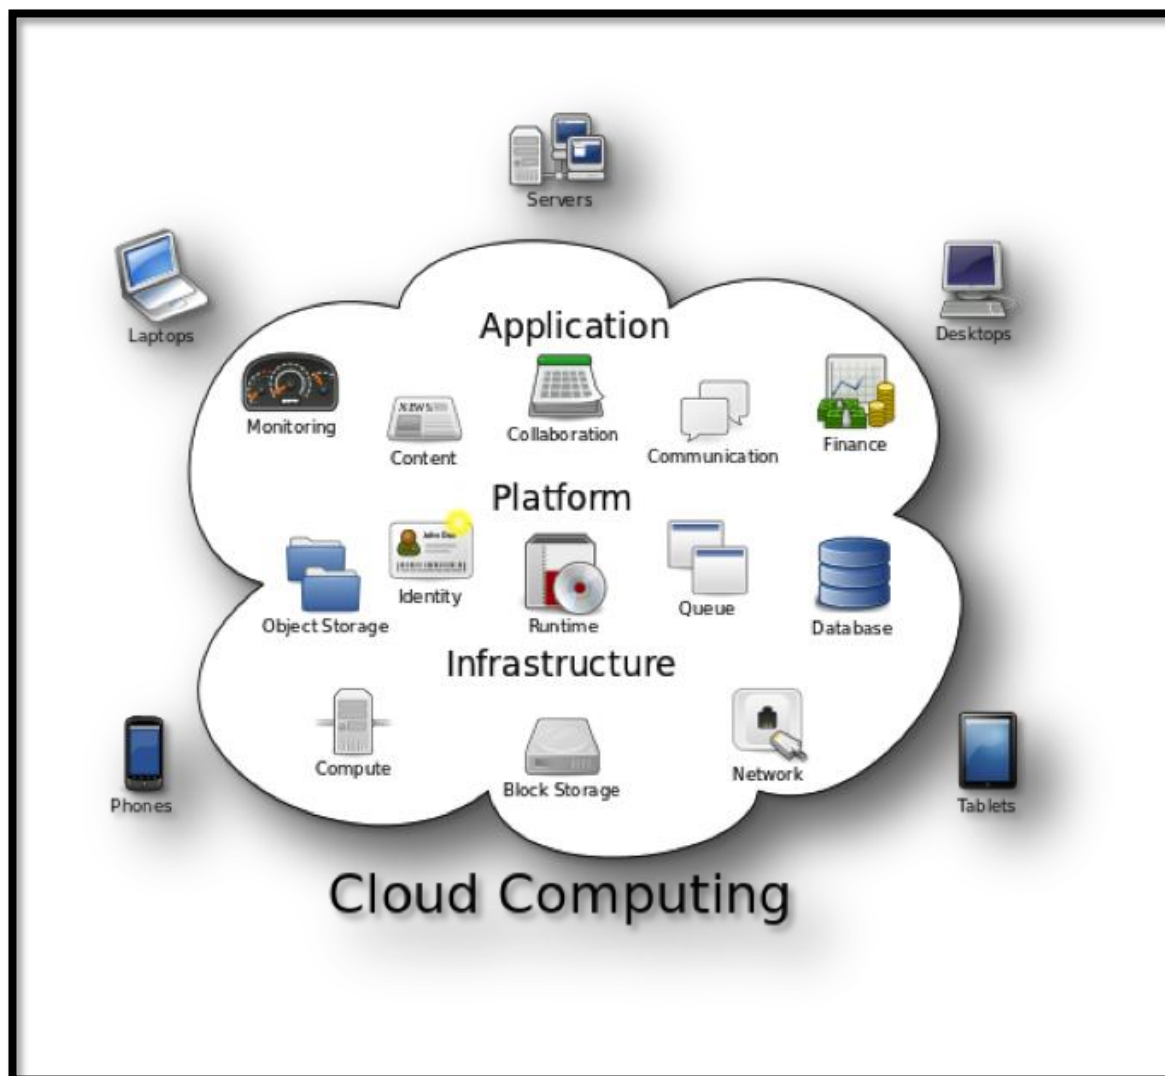 Servers
Laptops
Desktops
Application
Monitoring
NEWS
Content
Collaboration
Communication
Finance
Platform
John Doe
Identity
Object Storage
Runtime
Queue
Database
Infrastructure
Compute
Block Storage
Network
Phones
Tablets
Cloud Computing